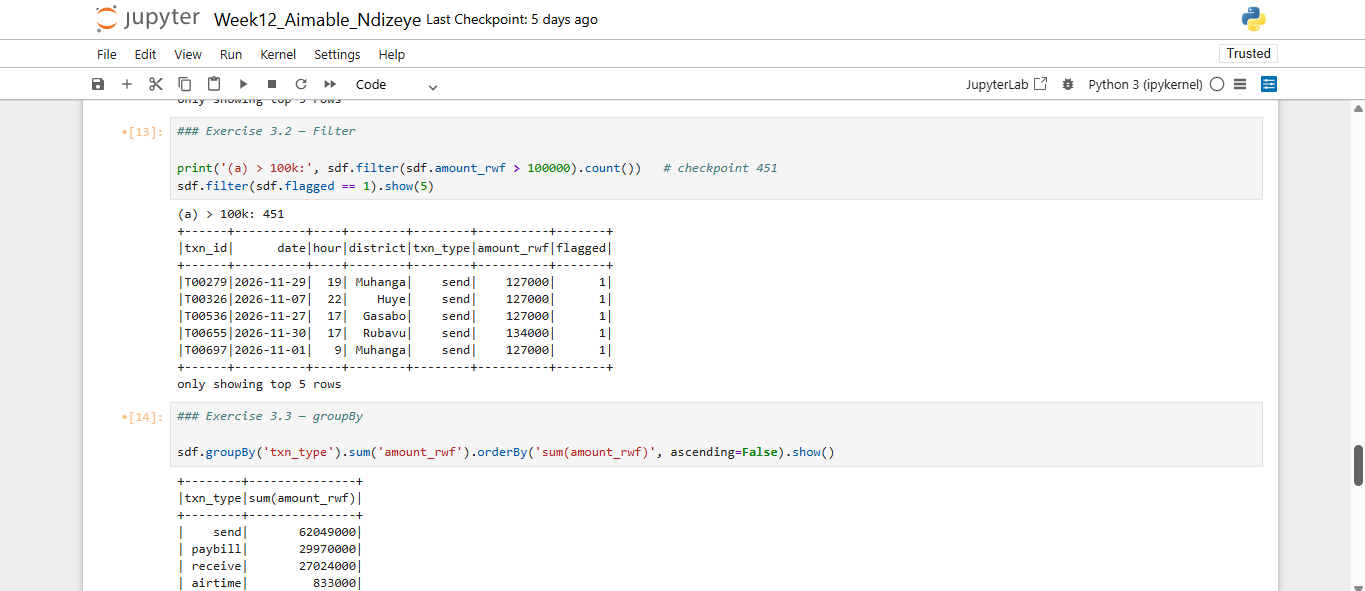 jupyter Week12_Aimable_Ndizeye Last Checkpoint: 5 days ago
File Edit View Run Kernel Settings Help
Trusted
Code
JupyterLab Python 3 (ipykernel)
only showing top 5 rows
[13]: ### Exercise 3.2 — Filter
print('(a) > 100k:', sdf.filter(sdf.amount_rwf > 100000).count())   # checkpoint 451
sdf.filter(sdf.flagged == 1).show(5)
(a) > 100k: 451
+------+----------+----+--------+--------+----------+-------+
|txn_id|      date|hour|district|txn_type|amount_rwf|flagged|
+------+----------+----+--------+--------+----------+-------+
|T00279|2026-11-29|  19| Muhanga|    send|    127000|      1|
|T00326|2026-11-07|  22|    Huye|    send|    127000|      1|
|T00536|2026-11-27|  17|  Gasabo|    send|    127000|      1|
|T00655|2026-11-30|  17|  Rubavu|    send|    134000|      1|
|T00697|2026-11-01|   9| Muhanga|    send|    127000|      1|
+------+----------+----+--------+--------+----------+-------+
only showing top 5 rows
[14]: ### Exercise 3.3 — groupBy
sdf.groupBy('txn_type').sum('amount_rwf').orderBy('sum(amount_rwf)', ascending=False).show()
+--------+---------------+
|txn_type|sum(amount_rwf)|
+--------+---------------+
|    send|       62049000|
| paybill|       29970000|
| receive|       27024000|
| airtime|         833000|